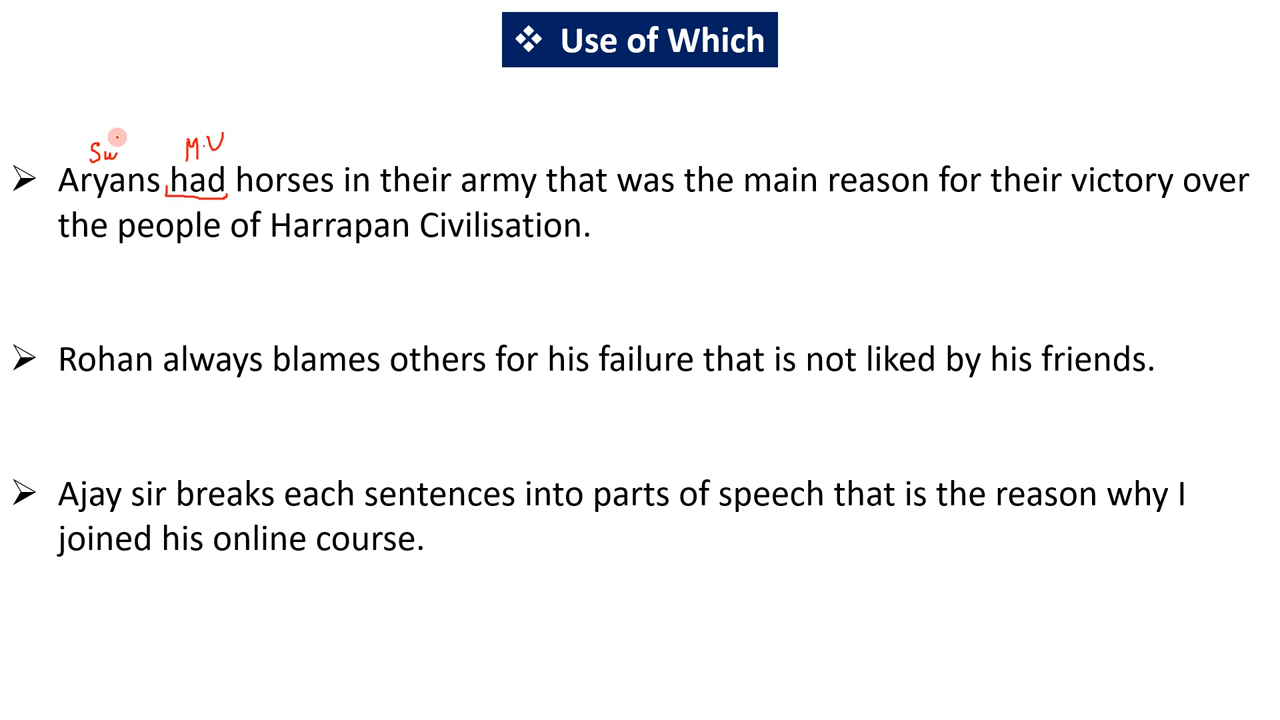 ❖ Use of Which
Su M.V
➢ Aryans had horses in their army that was the main reason for their victory over
the people of Harrapan Civilisation.
➢ Rohan always blames others for his failure that is not liked by his friends.
➢ Ajay sir breaks each sentences into parts of speech that is the reason why I
joined his online course.